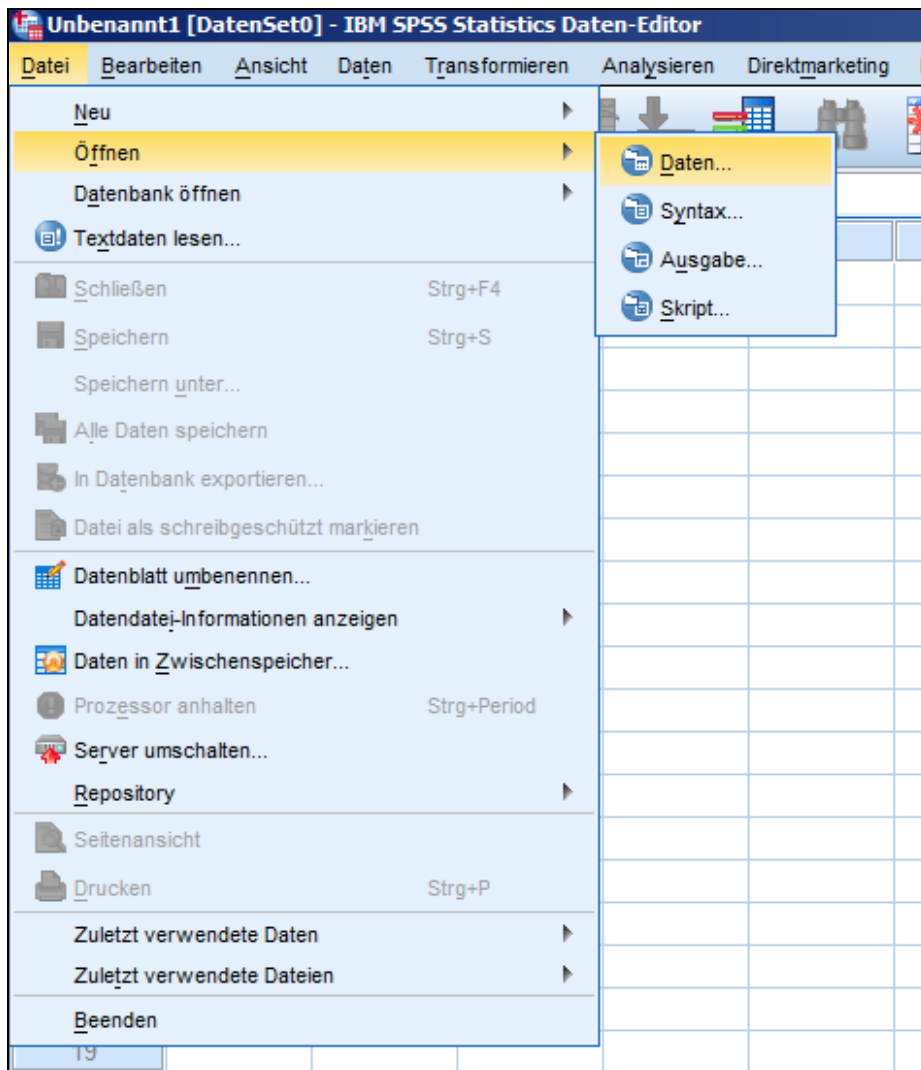 Unbenannt1 [DatenSet0] - IBM SPSS Statistics Daten-Editor
Datei Bearbeiten Ansicht Daten Transformieren Analysieren Direktmarketing
Neu
Öffnen
Datenbank öffnen
Textdaten lesen...
Schließen Strg+F4
Speichern Strg+S
Speichern unter...
Alle Daten speichern
In Datenbank exportieren...
Datei als schreibgeschützt markieren
Datenblatt umbenennen...
Datendatei-Informationen anzeigen
Daten in Zwischenspeicher...
Prozessor anhalten Strg+Period
Server umschalten...
Repository
Seitenansicht
Drucken Strg+P
Zuletzt verwendete Daten
Zuletzt verwendete Dateien
Beenden
19
Daten...
Syntax...
Ausgabe...
Skript...